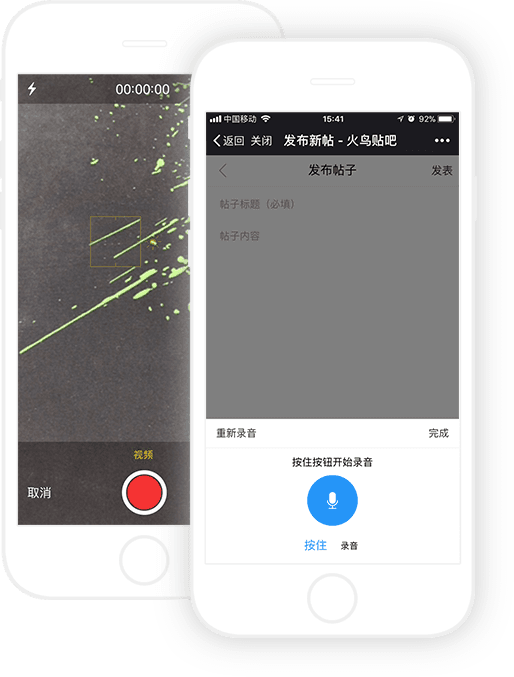 00:00:00
视频
取消
中国移动 15:41 92%
返回 关闭 发布新帖 - 火鸟贴吧
发布帖子 发表
帖子标题（必填）
帖子内容
重新录音 完成
按住按钮开始录音
按住 录音